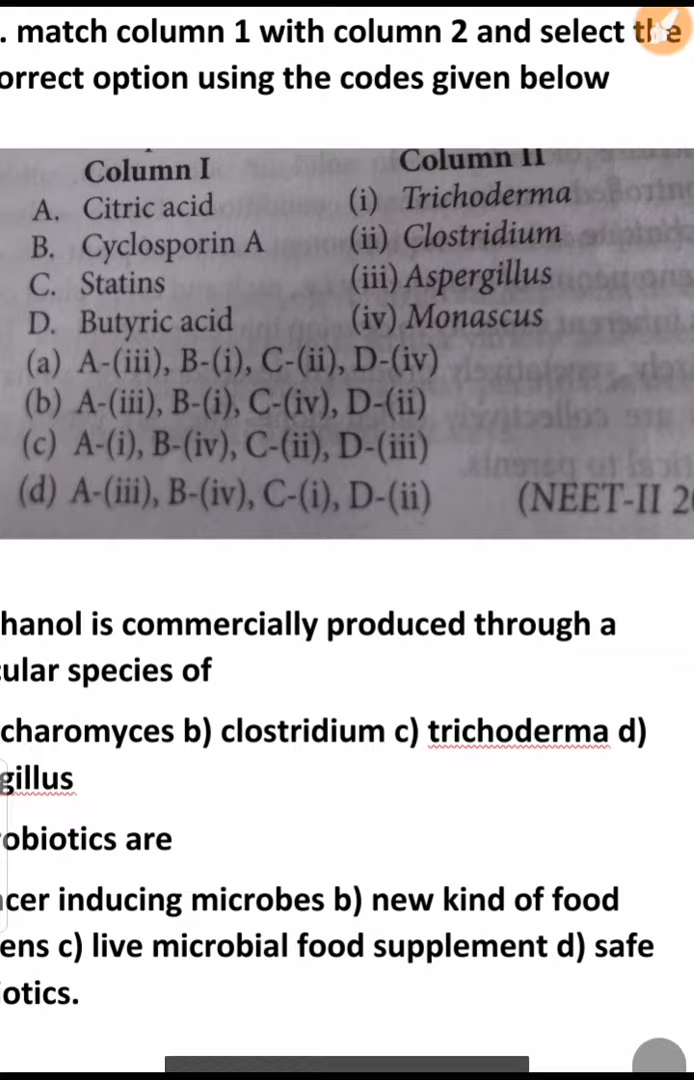 . match column 1 with column 2 and select the
orrect option using the codes given below
Column I Column II
A. Citric acid (i) Trichoderma
B. Cyclosporin A (ii) Clostridium
C. Statins (iii) Aspergillus
D. Butyric acid (iv) Monascus
(a) A-(iii), B-(i), C-(ii), D-(iv)
(b) A-(iii), B-(i), C-(iv), D-(ii)
(c) A-(i), B-(iv), C-(ii), D-(iii)
(d) A-(iii), B-(iv), C-(i), D-(ii) (NEET-II 2
hanol is commercially produced through a
cular species of
charomyces b) clostridium c) trichoderma d)
gillus
obiotics are
cer inducing microbes b) new kind of food
ens c) live microbial food supplement d) safe
iotics.